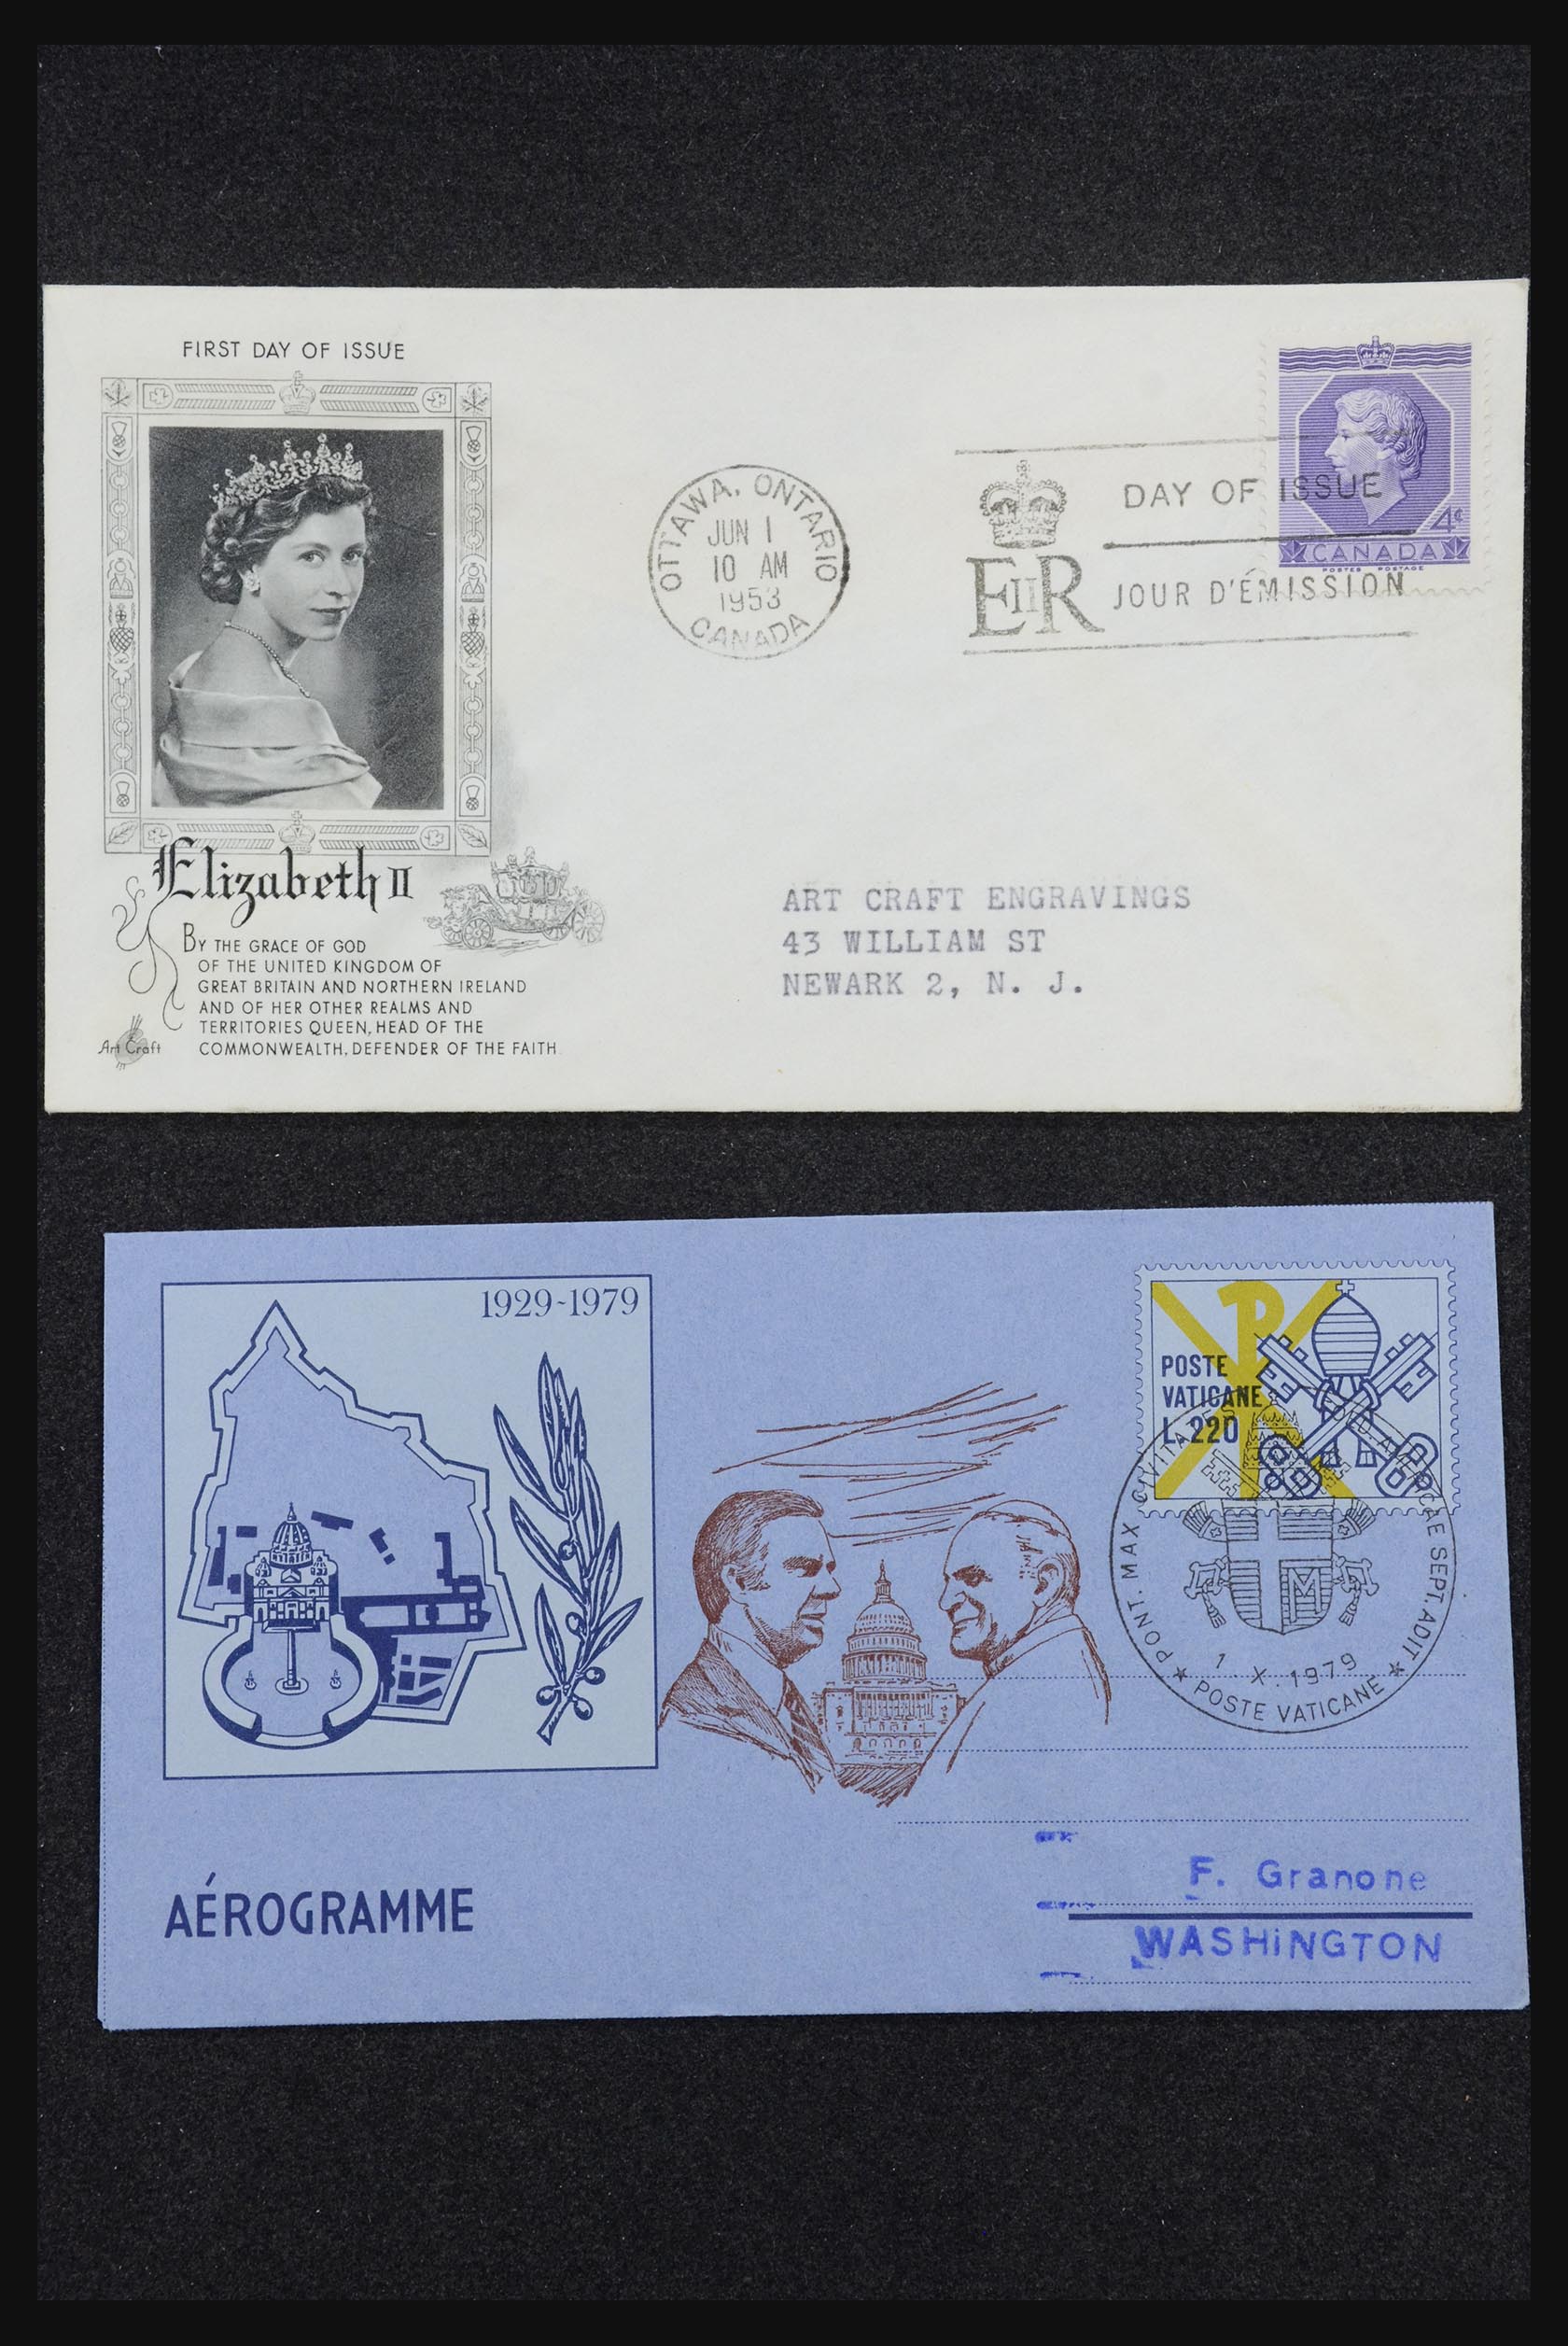 FIRST DAY OF ISSUE
OTTAWA, ONTARIO
JUN 1
10 AM
1953
CANADA
DAY OF ISSUE
EIIR
JOUR D'ÉMISSION
4¢
CANADA
POSTES POSTAGE
Elizabeth II
BY THE GRACE OF GOD
OF THE UNITED KINGDOM OF
GREAT BRITAIN AND NORTHERN IRELAND
AND OF HER OTHER REALMS AND
TERRITORIES QUEEN, HEAD OF THE
COMMONWEALTH, DEFENDER OF THE FAITH.
Art Craft
ART CRAFT ENGRAVINGS
43 WILLIAM ST
NEWARK 2, N. J.
1929-1979
POSTE
VATICANE
L. 220
PONT. MAX CIVITA SEPT. ADIT
M
1. X. 1979
★ POSTE VATICANE ★
AÉROGRAMME
F. Granone
WASHiNGTON